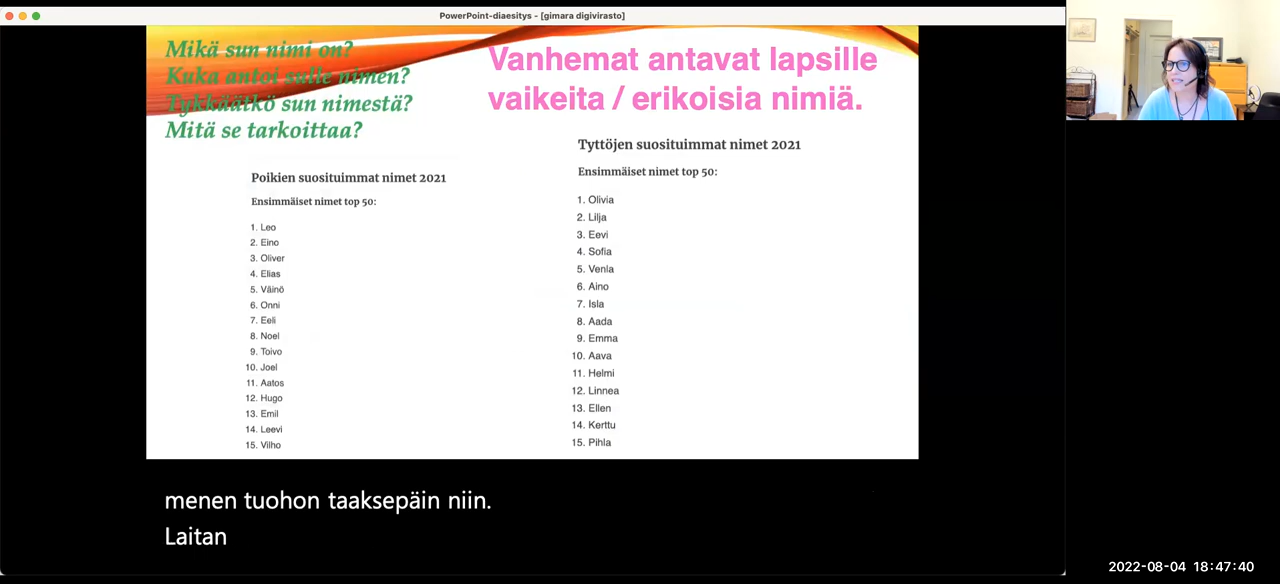 PowerPoint-diaesitys - [gimara digivirasto]
Mikä sun nimi on?
Kuka antoi sulle nimen?
Tykkäätkö sun nimestä?
Mitä se tarkoittaa?
Vanhemat antavat lapsille
vaikeita / erikoisia nimiä.
Poikien suosituimmat nimet 2021
Ensimmäiset nimet top 50:
1. Leo
2. Eino
3. Oliver
4. Elias
5. Väinö
6. Onni
7. Eeli
8. Noel
9. Toivo
10. Joel
11. Aatos
12. Hugo
13. Emil
14. Leevi
15. Vilho
Tyttöjen suosituimmat nimet 2021
Ensimmäiset nimet top 50:
1. Olivia
2. Lilja
3. Eevi
4. Sofia
5. Venla
6. Aino
7. Isla
8. Aada
9. Emma
10. Aava
11. Helmi
12. Linnea
13. Ellen
14. Kerttu
15. Pihla
menen tuohon taaksepäin niin.
Laitan
2022-08-04 18:47:40